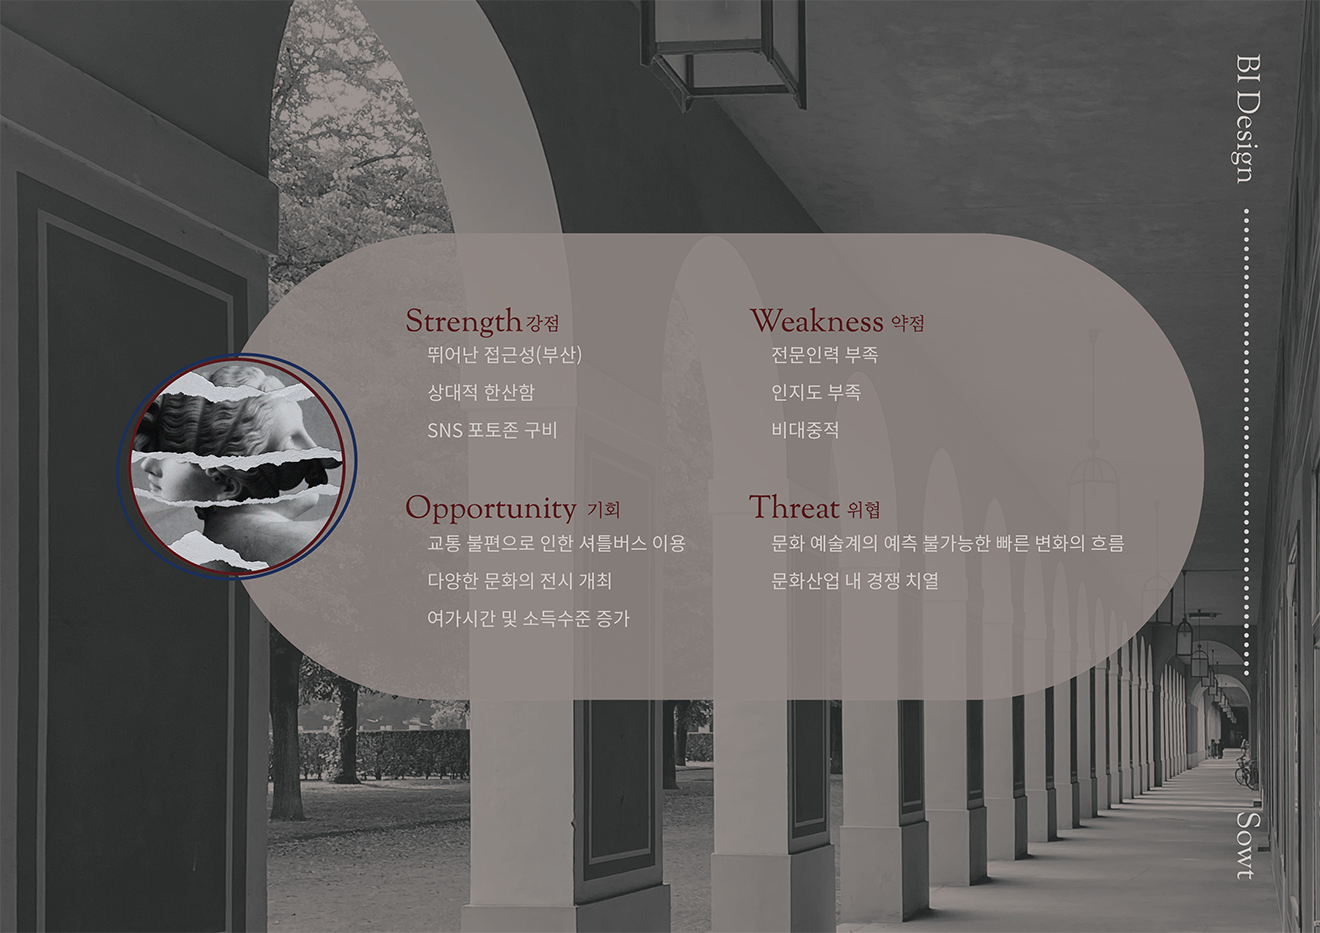 BI Design
Strength 강점
뛰어난 접근성(부산)
상대적 한산함
SNS 포토존 구비
Weakness 약점
전문인력 부족
인지도 부족
비대중적
Opportunity 기회
교통 불편으로 인한 셔틀버스 이용
다양한 문화의 전시 개최
여가시간 및 소득수준 증가
Threat 위협
문화 예술계의 예측 불가능한 빠른 변화의 흐름
문화산업 내 경쟁 치열
Sowt